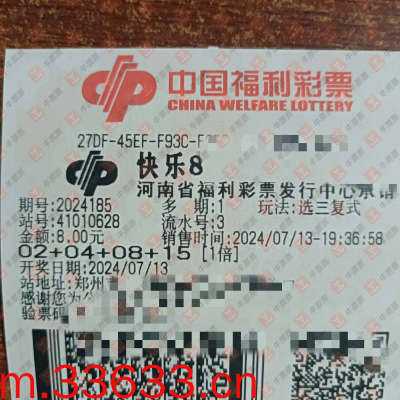 中国福利彩票
CHINA WELFARE LOTTERY
27DF-45EF-F93C-F
快乐8
河南省福利彩票发行中心承销
期号:2024185 多期:1 玩法:选三复式
站号:41010628 流水号:3
金额:8.00元 销售时间:2024/07/13-19:36:58
02+04+08+15 [1倍]
开奖日期:2024/07/13
站地址:郑州
感谢您为
验票码
m.33633.cn